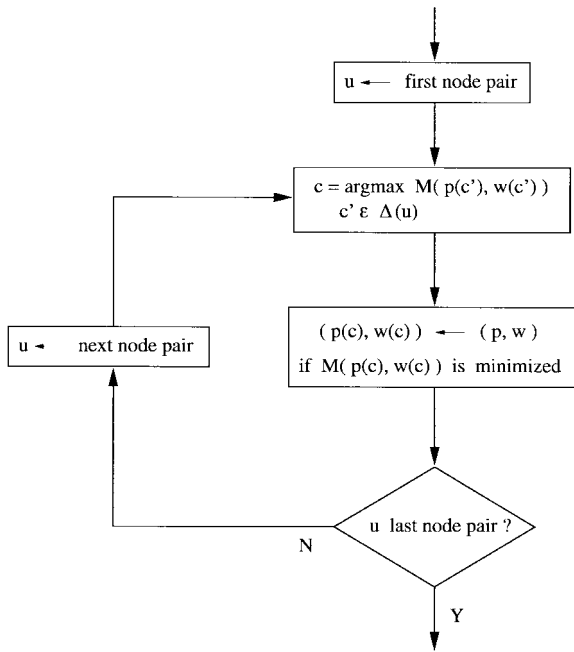 u ← first node pair
c = argmax M( p(c'), w(c') )
c' ε Δ(u)
( p(c), w(c) ) ← ( p, w )
if M( p(c), w(c) ) is minimized
u ← next node pair
u last node pair ?
N
Y